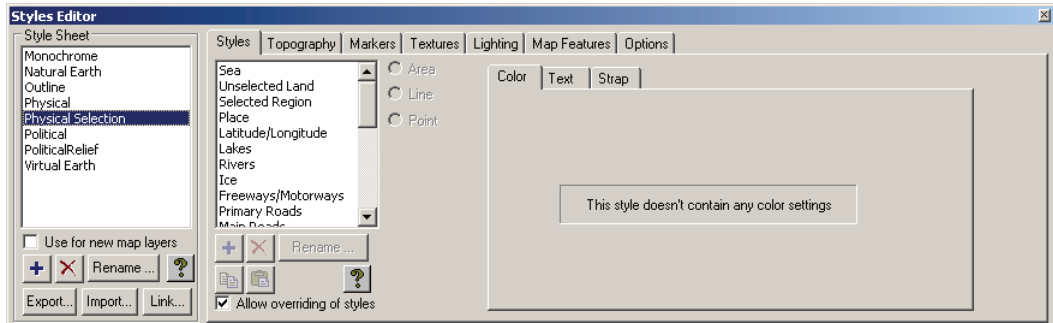 Styles Editor
Style Sheet
Monochrome
Natural Earth
Outline
Physical
Physical Selection
Political
PoliticalRelief
Virtual Earth
Use for new map layers
Rename ...
Export... Import... Link...
Styles Topography Markers Textures Lighting Map Features Options
Sea
Unselected Land
Selected Region
Place
Latitude/Longitude
Lakes
Rivers
Ice
Freeways/Motorways
Primary Roads
Main Roads
Rename ...
Allow overriding of styles
Area
Line
Point
Color Text Strap
This style doesn't contain any color settings